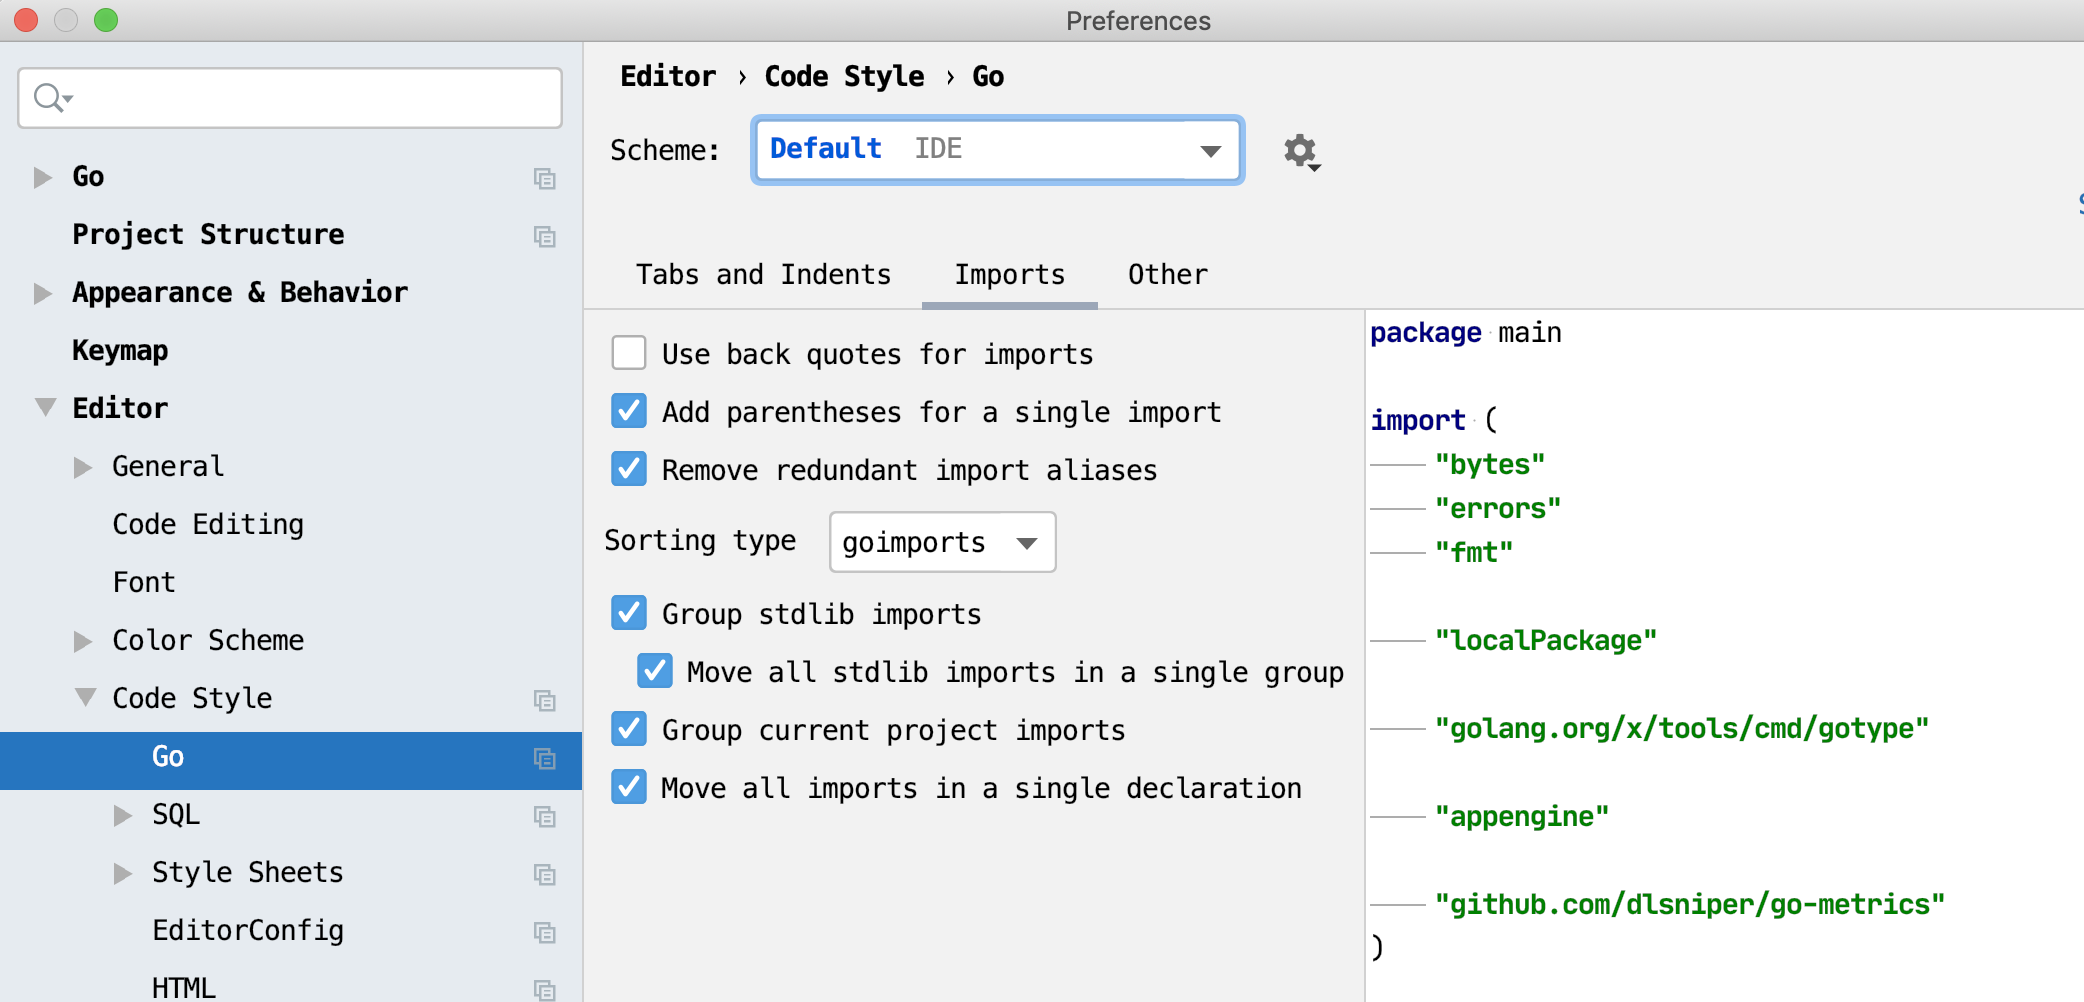 Preferences
Go
Project Structure
Appearance & Behavior
Keymap
Editor
General
Code Editing
Font
Color Scheme
Code Style
Go
SQL
Style Sheets
EditorConfig
HTML
Editor › Code Style › Go
Scheme: Default IDE
Tabs and Indents Imports Other
Use back quotes for imports
Add parentheses for a single import
Remove redundant import aliases
Sorting type goimports
Group stdlib imports
Move all stdlib imports in a single group
Group current project imports
Move all imports in a single declaration
package main
import (
"bytes"
"errors"
"fmt"
"localPackage"
"golang.org/x/tools/cmd/gotype"
"appengine"
"github.com/dlsniper/go-metrics"
)